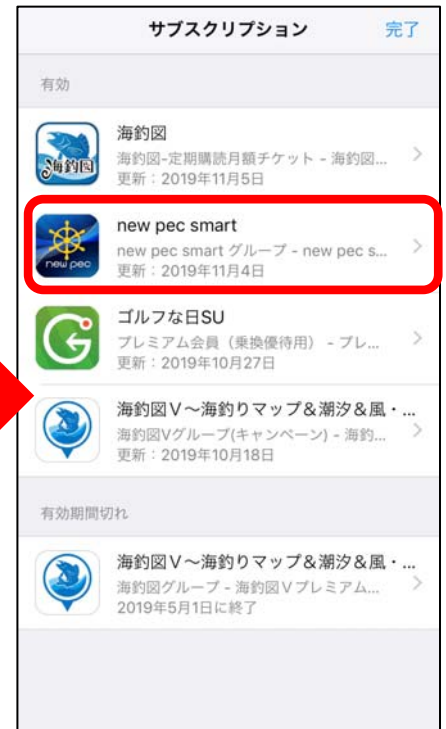 サブスクリプション 完了
有効
海釣図
海釣図
海釣図-定期購読月額チケット - 海釣図...
更新：2019年11月5日
new pec
new pec smart
new pec smart グループ - new pec s...
更新：2019年11月4日
G
ゴルフな日SU
プレミアム会員（乗換優待用） - プレ...
更新：2019年10月27日
海釣図Ⅴ～海釣りマップ＆潮汐＆風・...
海釣図Vグループ(キャンペーン) - 海釣...
更新：2019年10月18日
有効期間切れ
海釣図Ⅴ～海釣りマップ＆潮汐＆風・...
海釣図グループ - 海釣図Ⅴプレミアム...
2019年5月1日に終了